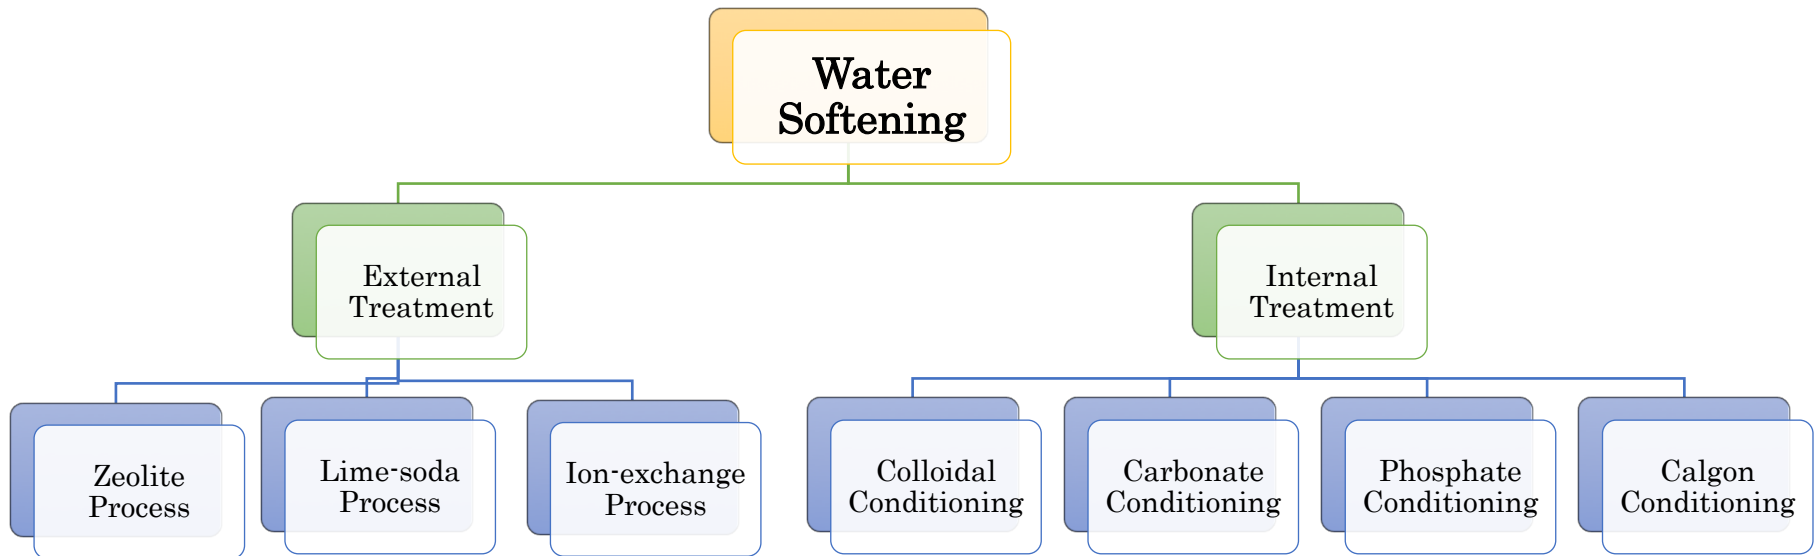 Water
Softening
External
Treatment
Internal
Treatment
Zeolite
Process
Lime-soda
Process
Ion-exchange
Process
Colloidal
Conditioning
Carbonate
Conditioning
Phosphate
Conditioning
Calgon
Conditioning